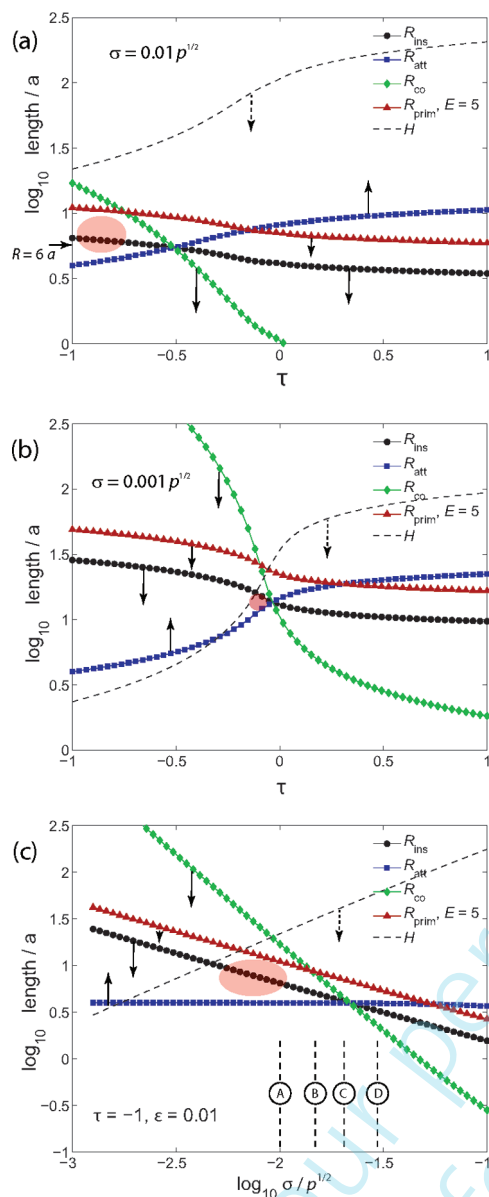 (a)
σ = 0.01p^{1/2}
R_ins
R_att
R_co
R_prim, E = 5
H
log₁₀ length / a
R = 6 a
2.5
2
1.5
1
0.5
0
−1
−0.5
0
0.5
1
τ
(b)
σ = 0.001p^{1/2}
R_ins
R_att
R_co
R_prim, E = 5
H
log₁₀ length / a
2.5
2
1.5
1
0.5
0
−1
−0.5
0
0.5
1
τ
(c)
R_ins
R_att
R_co
R_prim, E = 5
H
log₁₀ length / a
2.5
2
1.5
1
0.5
0.0
−0.5
−1
A B C D
τ = −1, ε = 0.01
−3
−2.5
−2
−1.5
−1
log₁₀ σ/p^{1/2}